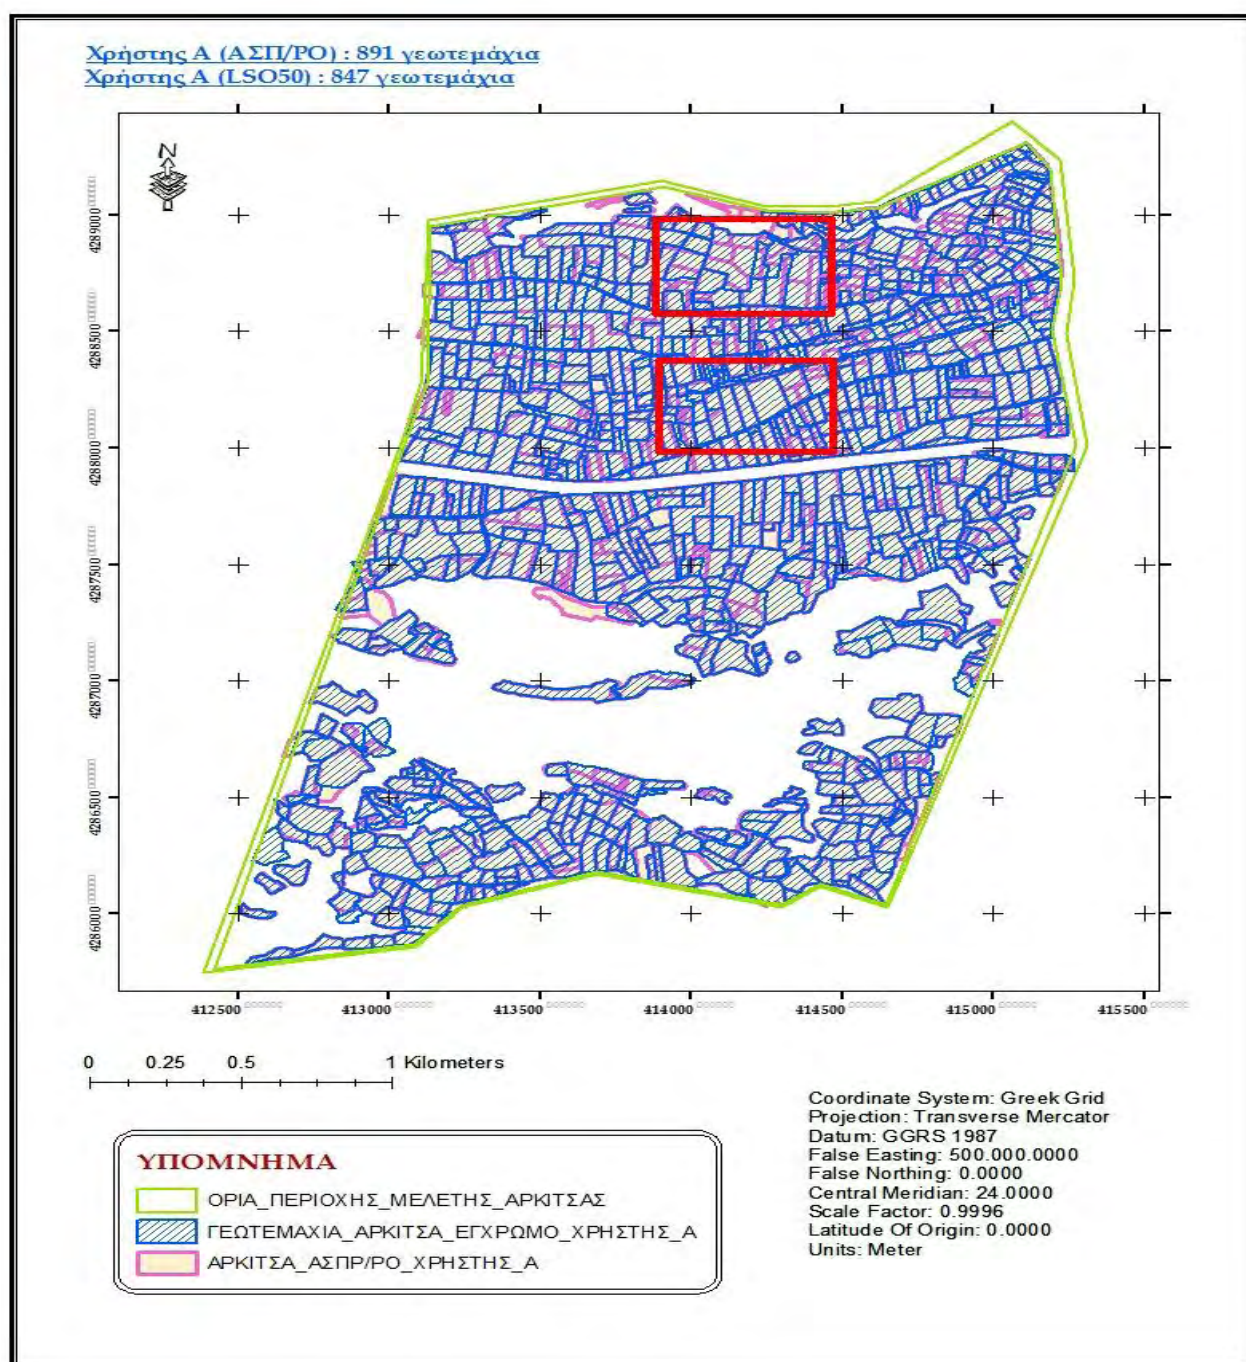 Χρήστης Α (ΑΣΠ/ΡΟ) : 891 γεωτεμάχια
Χρήστης Α (LSO50) : 847 γεωτεμάχια
N
4289000
4288500
4288000
4287500
4287000
4286500
4286000
412500 413000 413500 414000 414500 415000 415500
0 0.25 0.5 1 Kilometers
Coordinate System: Greek Grid
Projection: Transverse Mercator
Datum: GGRS 1987
False Easting: 500.000.0000
False Northing: 0.0000
Central Meridian: 24.0000
Scale Factor: 0.9996
Latitude Of Origin: 0.0000
Units: Meter
ΥΠΟΜΝΗΜΑ
ΟΡΙΑ_ΠΕΡΙΟΧΗΣ_ΜΕΛΕΤΗΣ_ΑΡΚΙΤΣΑΣ
ΓΕΩΤΕΜΑΧΙΑ_ΑΡΚΙΤΣΑ_ΕΓΧΡΩΜΟ_ΧΡΗΣΤΗΣ_Α
ΑΡΚΙΤΣΑ_ΑΣΠΡ/ΡΟ_ΧΡΗΣΤΗΣ_Α